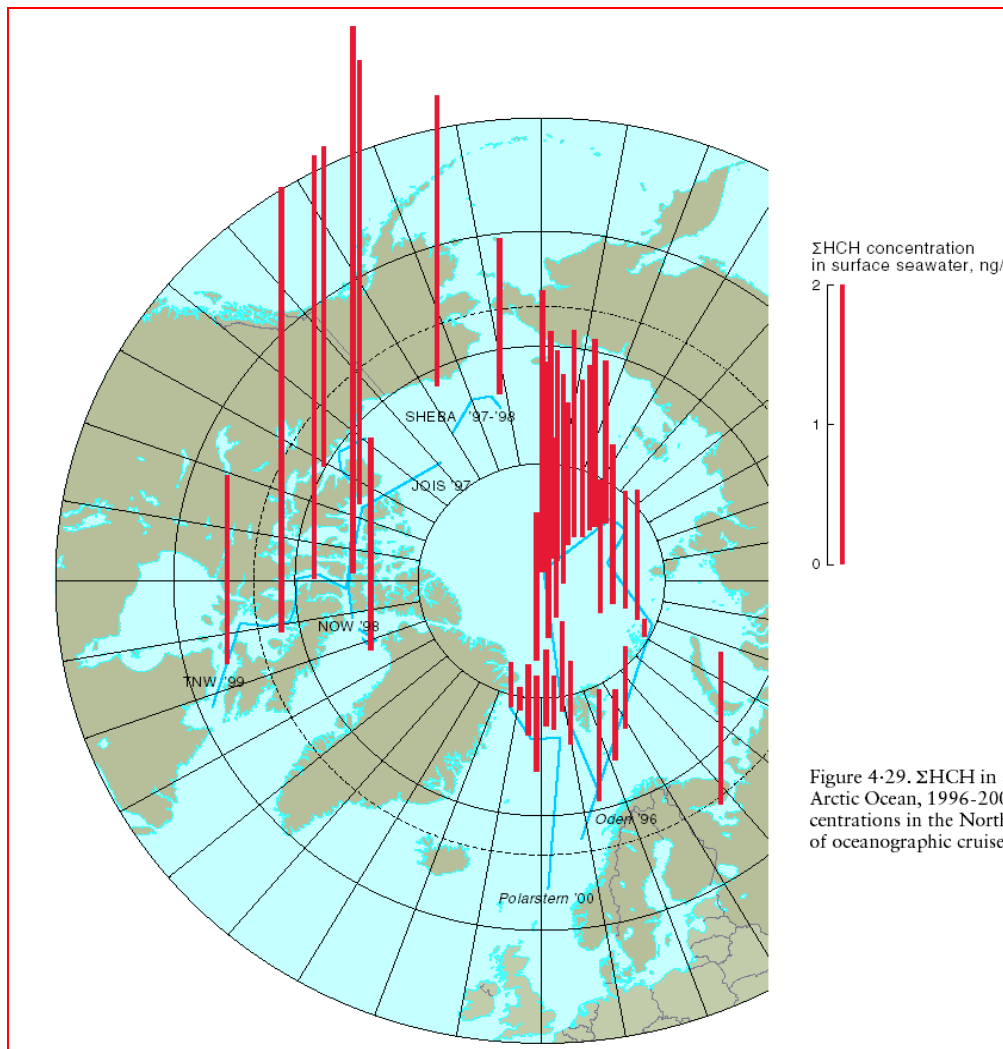 ΣHCH concentration
in surface seawater, ng/
2
1
0
SHEBA '97-'98
JOIS '97
NOW '98
TNW '99
Oden '96
Polarstern '00
Figure 4·29. ΣHCH in
Arctic Ocean, 1996-200
centrations in the North
of oceanographic cruise